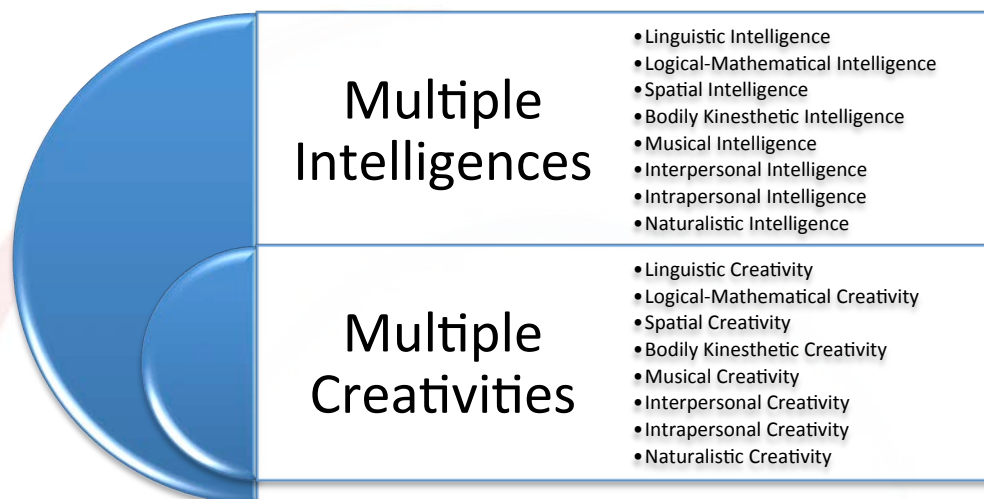 Multiple
Intelligences
•Linguistic Intelligence
•Logical-Mathematical Intelligence
•Spatial Intelligence
•Bodily Kinesthetic Intelligence
•Musical Intelligence
•Interpersonal Intelligence
•Intrapersonal Intelligence
•Naturalistic Intelligence
Multiple
Creativities
•Linguistic Creativity
•Logical-Mathematical Creativity
•Spatial Creativity
•Bodily Kinesthetic Creativity
•Musical Creativity
•Interpersonal Creativity
•Intrapersonal Creativity
•Naturalistic Creativity